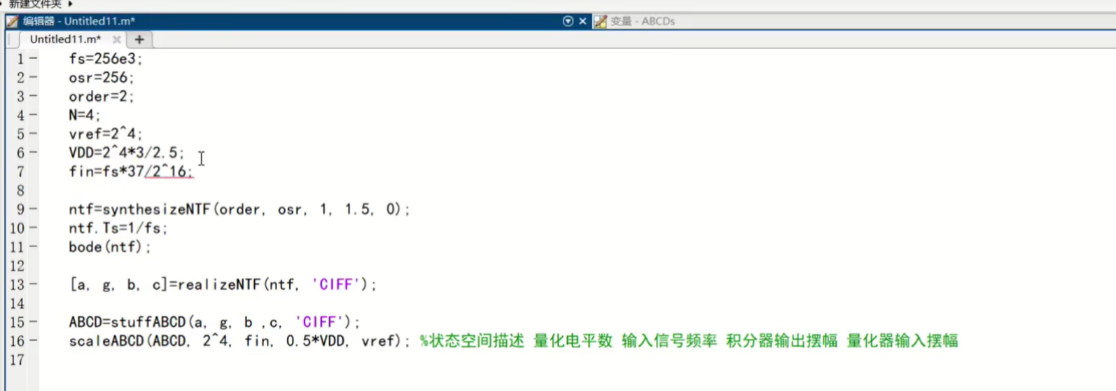 新建文件夹
编辑器 - Untitled11.m*
变量 - ABCDs
Untitled11.m*
1 fs=256e3;
2 osr=256;
3 order=2;
4 N=4;
5 vref=2^4;
6 VDD=2^4*3/2.5;
7 fin=fs*37/2^16;
8
9 ntf=synthesizeNTF(order, osr, 1, 1.5, 0);
10 ntf.Ts=1/fs;
11 bode(ntf);
12
13 [a, g, b, c]=realizeNTF(ntf, 'CIFF');
14
15 ABCD=stuffABCD(a, g, b ,c, 'CIFF');
16 scaleABCD(ABCD, 2^4, fin, 0.5*VDD, vref); %状态空间描述 量化电平数 输入信号频率 积分器输出摆幅 量化器输入摆幅
17